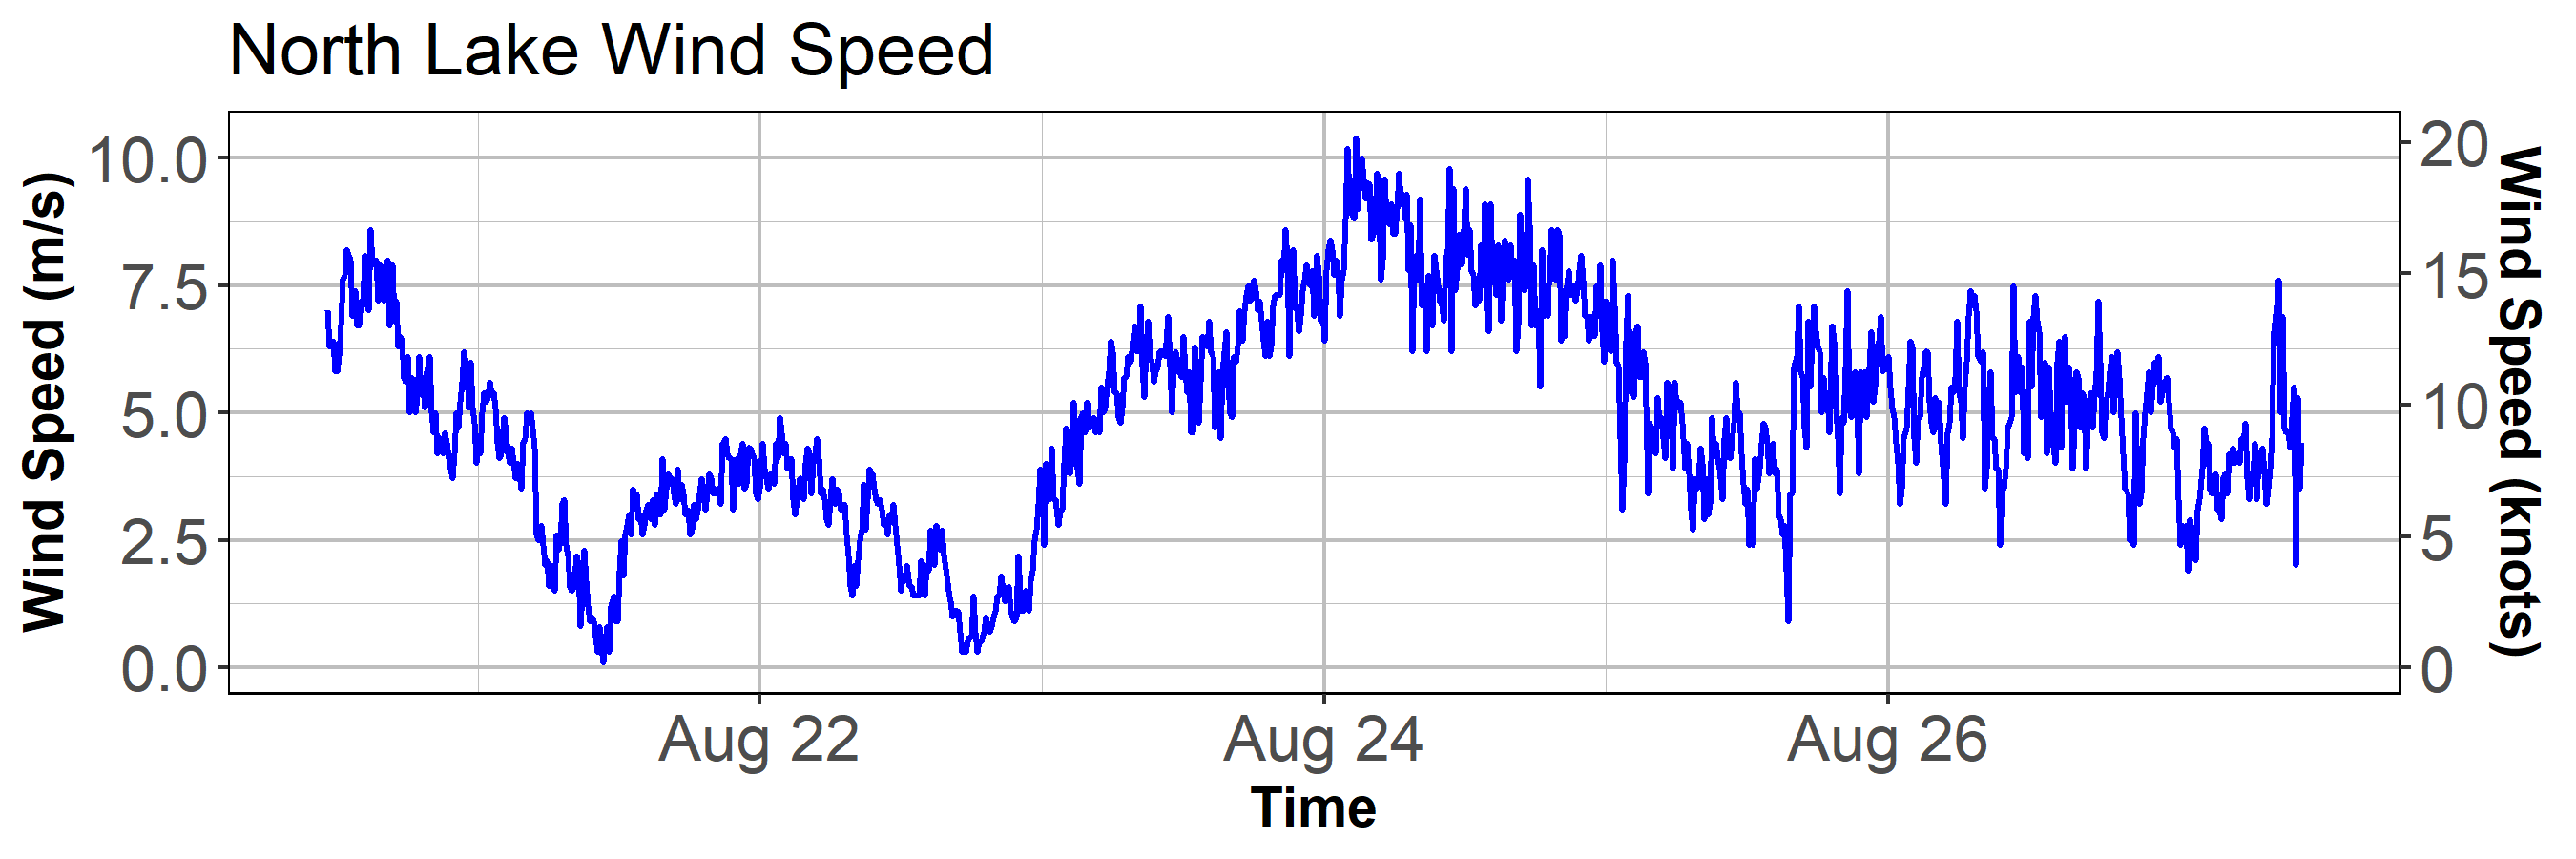 North Lake Wind Speed
Wind Speed (m/s)
10.0
7.5
5.0
2.5
0.0
20
15
10
5
0
Wind Speed (knots)
Aug 22
Aug 24
Aug 26
Time